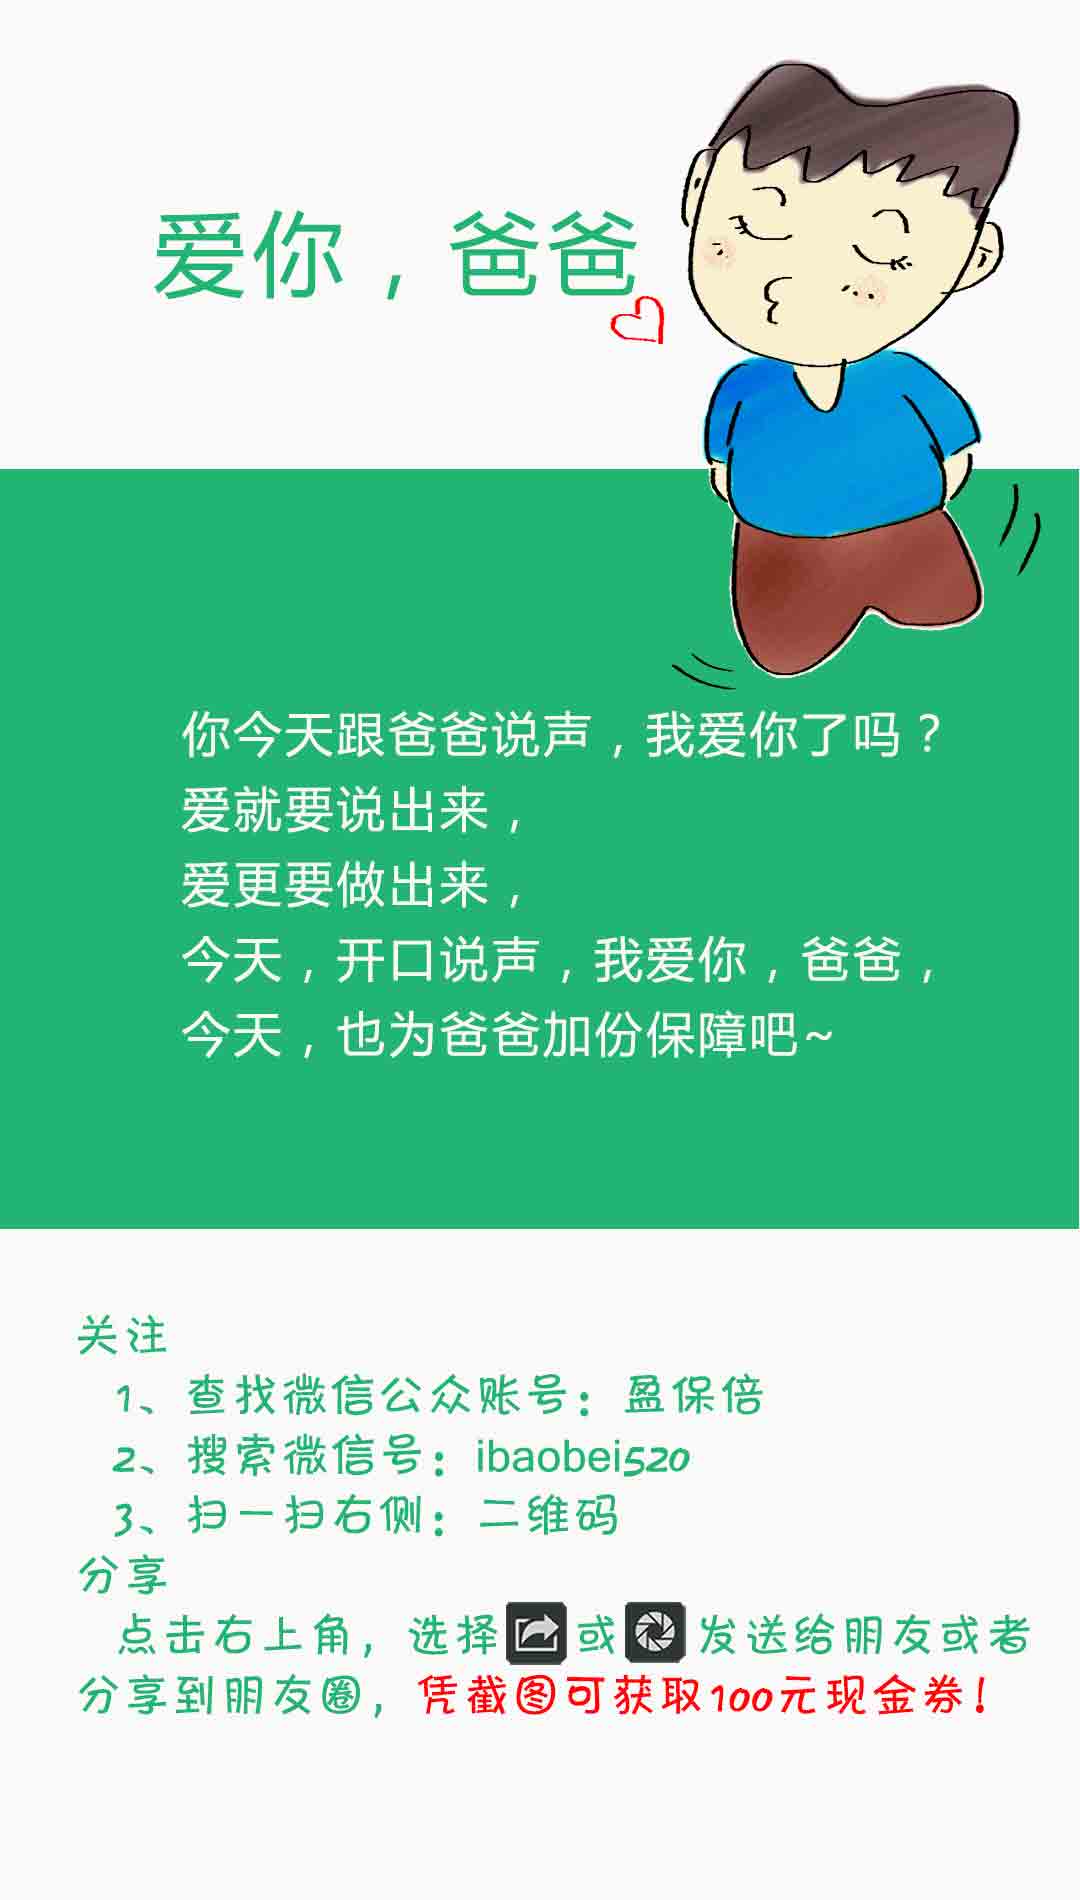 爱你，爸爸
你今天跟爸爸说声，我爱你了吗？
爱就要说出来，
爱更要做出来，
今天，开口说声，我爱你，爸爸，
今天，也为爸爸加份保障吧~
关注
1、查找微信公众账号：盈保倍
2、搜索微信号：ibaobei520
3、扫一扫右侧：二维码
分享
点击右上角，选择或发送给朋友或者
分享到朋友圈，凭截图可获取100元现金券！